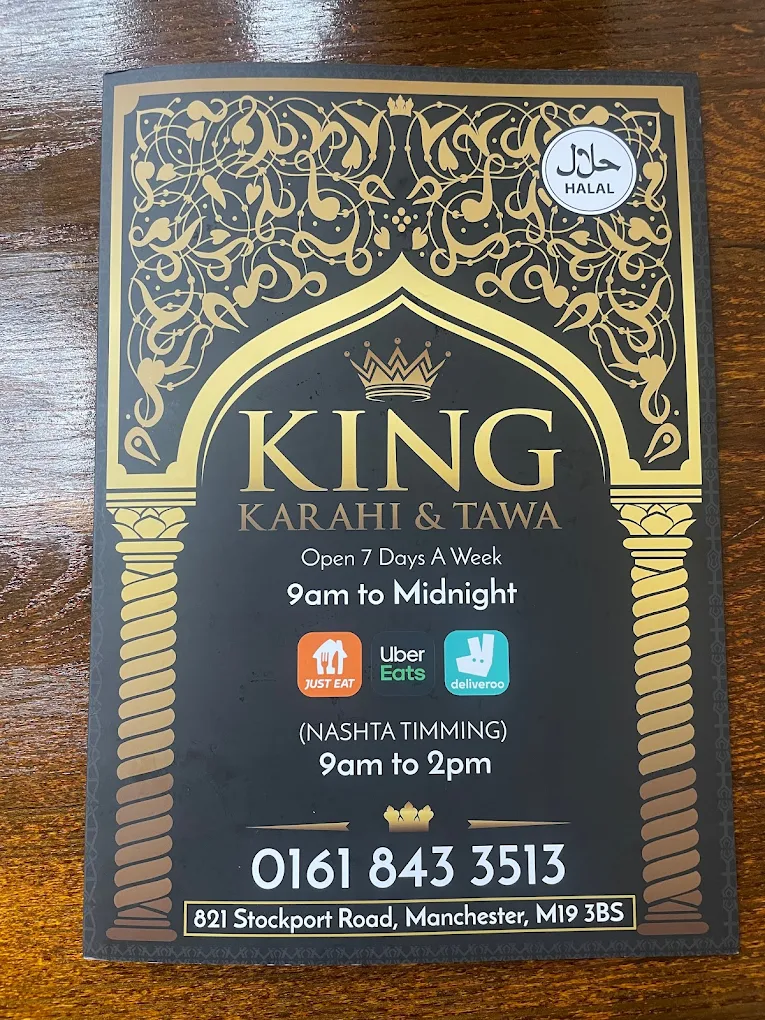 حلال
HALAL
KING
KARAHI & TAWA
Open 7 Days A Week
9am to Midnight
JUST EAT
Uber
Eats
deliveroo
(NASHTA TIMMING)
9am to 2pm
0161 843 3513
821 Stockport Road, Manchester, M19 3BS